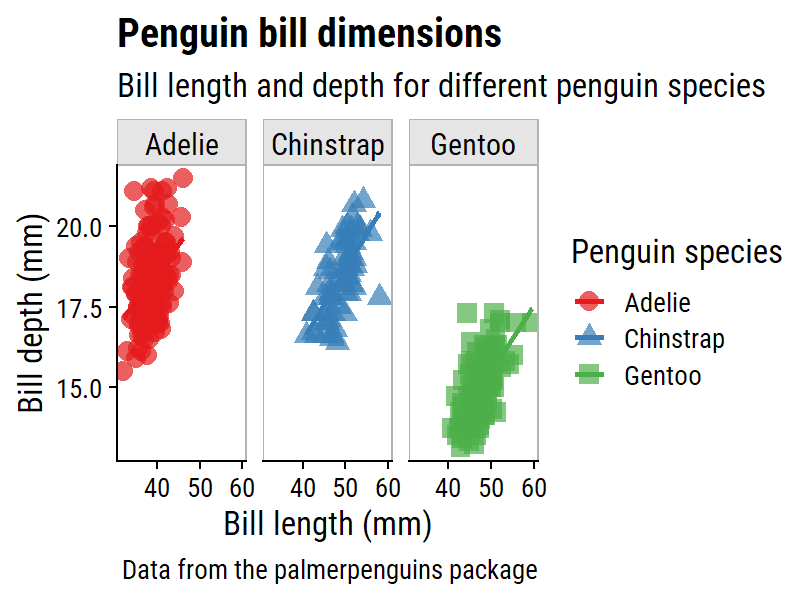 Penguin bill dimensions
Bill length and depth for different penguin species
Adelie
Chinstrap
Gentoo
Bill depth (mm)
20.0
17.5
15.0
40 50 60
40 50 60
40 50 60
Bill length (mm)
Penguin species
Adelie
Chinstrap
Gentoo
Data from the palmerpenguins package